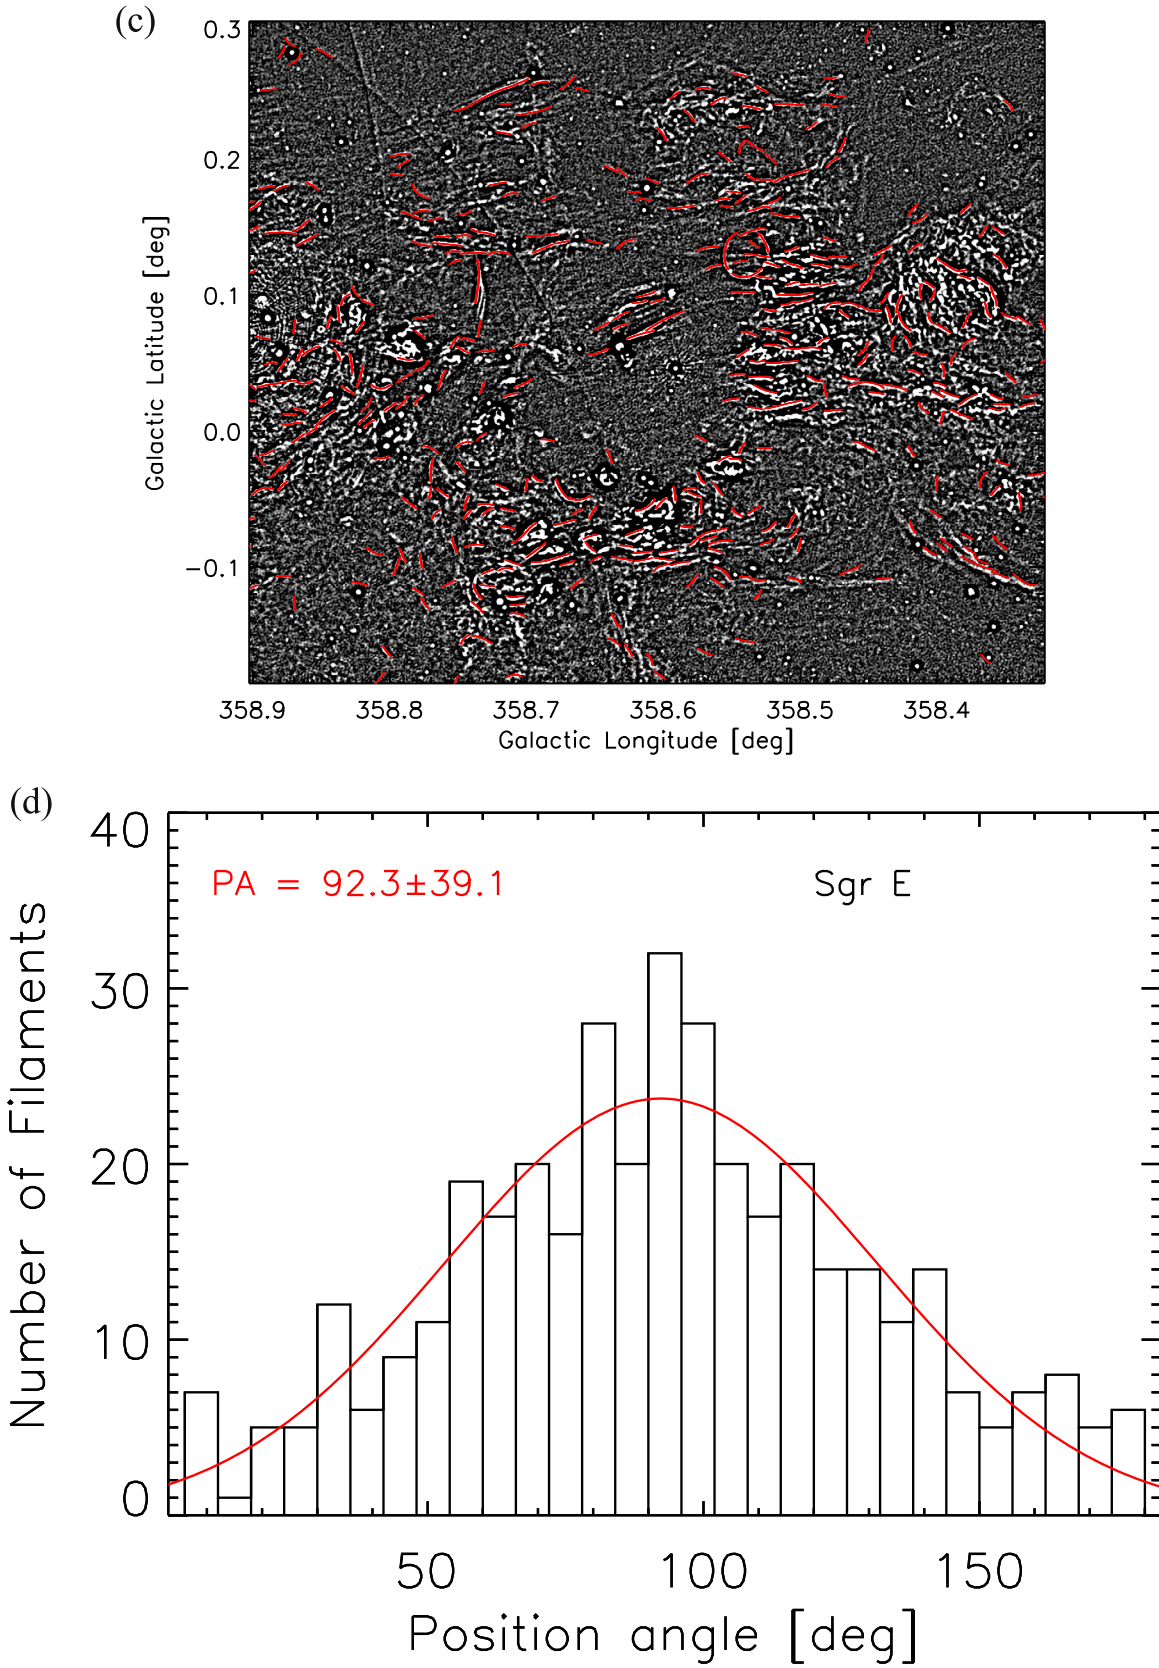 (c)
0.3
0.2
0.1
0.0
−0.1
Galactic Latitude [deg]
358.9 358.8 358.7 358.6 358.5 358.4
Galactic Longitude [deg]
(d)
40
30
20
10
0
Number of Filaments
PA = 92.3±39.1
Sgr E
50 100 150
Position angle [deg]